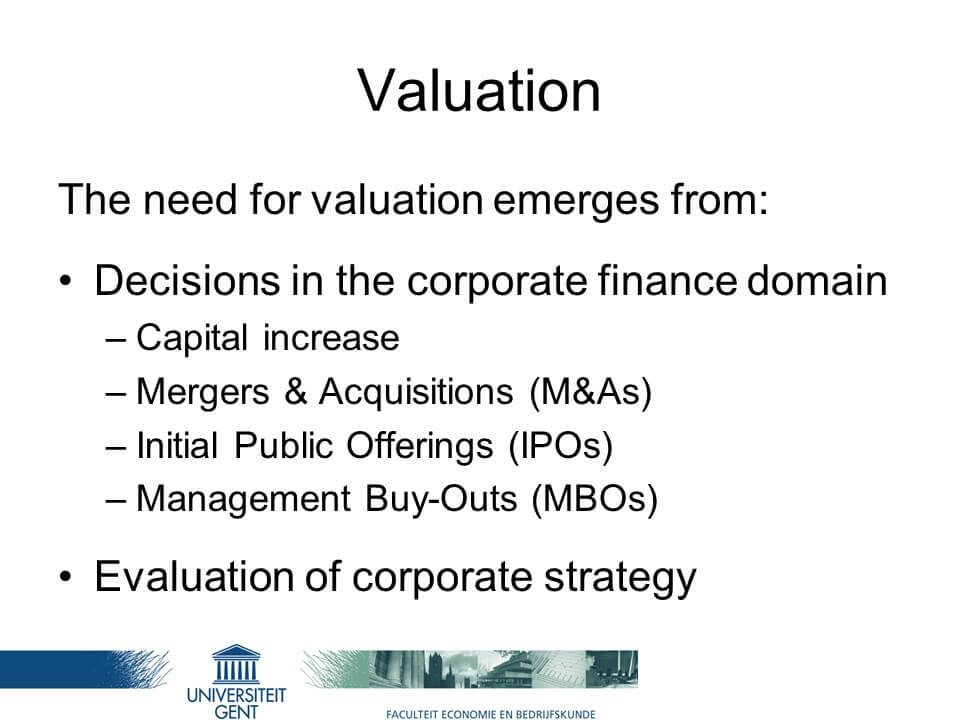 Valuation
The need for valuation emerges from:
• Decisions in the corporate finance domain
– Capital increase
– Mergers & Acquisitions (M&As)
– Initial Public Offerings (IPOs)
– Management Buy-Outs (MBOs)
• Evaluation of corporate strategy
UNIVERSITEIT
GENT
FACULTEIT ECONOMIE EN BEDRIJFSKUNDE